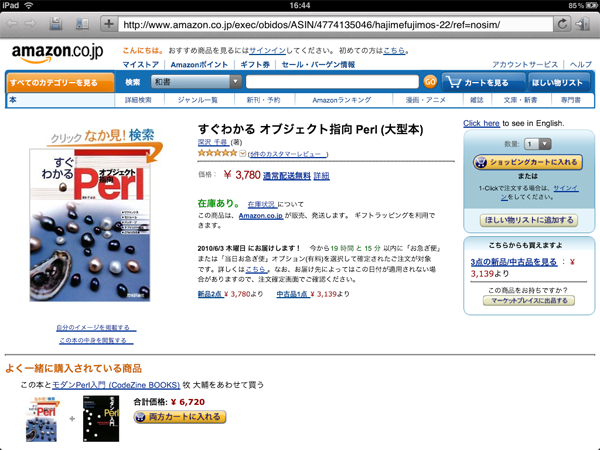 iPad 16:44 85%
http://www.amazon.co.jp/exec/obidos/ASIN/4774135046/hajimefujimos-22/ref=nosim/
amazon.co.jp
こんにちは。 おすすめ商品を見るにはサインインしてください。 初めての方はこちら。
マイストア Amazonポイント ギフト券 セール・バーゲン情報 アカウントサービス ヘルプ
すべてのカテゴリーを見る 検索 和書 GO カートを見る ほしい物リスト
本 詳細検索 ジャンル一覧 新刊・予約 Amazonランキング 漫画・アニメ 雑誌 文庫・新書 専門書
クリック なか見! 検索
すぐわかる オブジェクト指向 Perl
技術評論社
自分のイメージを掲載する
この本の中身を閲覧する
すぐわかる オブジェクト指向 Perl (大型本)
深沢 千尋 (著)
(5件のカスタマーレビュー)
価格: ¥ 3,780 通常配送無料 詳細
在庫あり。 在庫状況 について
この商品は、Amazon.co.jp が販売、発送します。 ギフトラッピングを利用で
きます。
2010/6/3 木曜日 にお届けします! 今から19 時間 と 15 分 以内に「お急ぎ便」
または「当日お急ぎ便」オプション(有料)を選択して確定されたご注文が対象
です。詳しくはこちら。なお、お届け先によってはこの日付が適用されない場
合がありますので、注文確定画面でご確認ください。
新品2点 ¥ 3,780より 中古品1点 ¥ 3,139より
Click here to see in English.
数量: 1
ショッピングカートに入れる
または
1-Clickで注文する場合は、サインイ
ンをしてください。
ほしい物リストに追加する
こちらからも買えますよ
3点の新品/中古品を見る : ¥
3,139より
この商品をお持ちですか?
マーケットプレイスに出品する
よく一緒に購入されている商品
この本とモダンPerl入門 (CodeZine BOOKS) 牧 大輔をあわせて買う
すぐわかる Perl
+
モダンPerl入門
合計価格: ¥ 6,720
両方カートに入れる